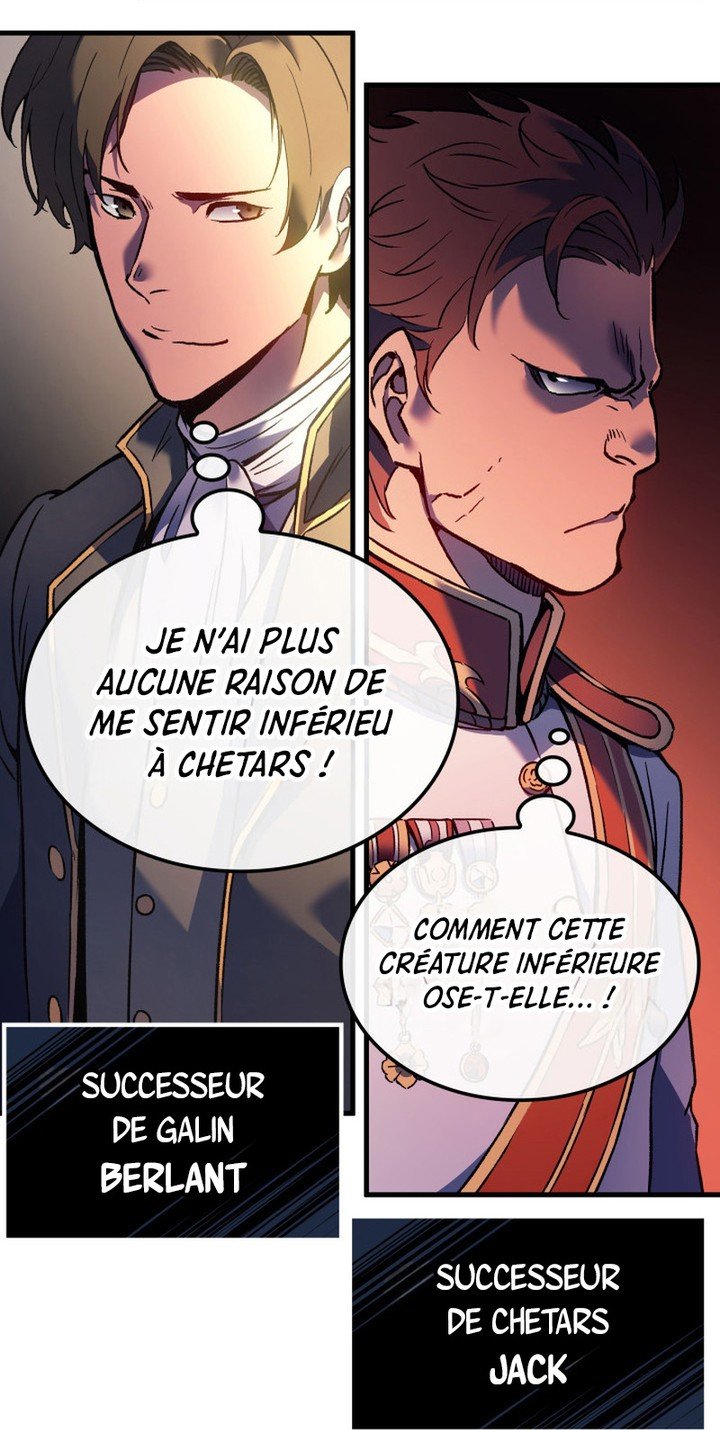 JE N'AI PLUS
AUCUNE RAISON DE
ME SENTIR INFÉRIEU
À CHETARS !
COMMENT CETTE
CRÉATURE INFÉRIEURE
OSE-T-ELLE... !
SUCCESSEUR
DE GALIN
BERLANT
SUCCESSEUR
DE CHETARS
JACK